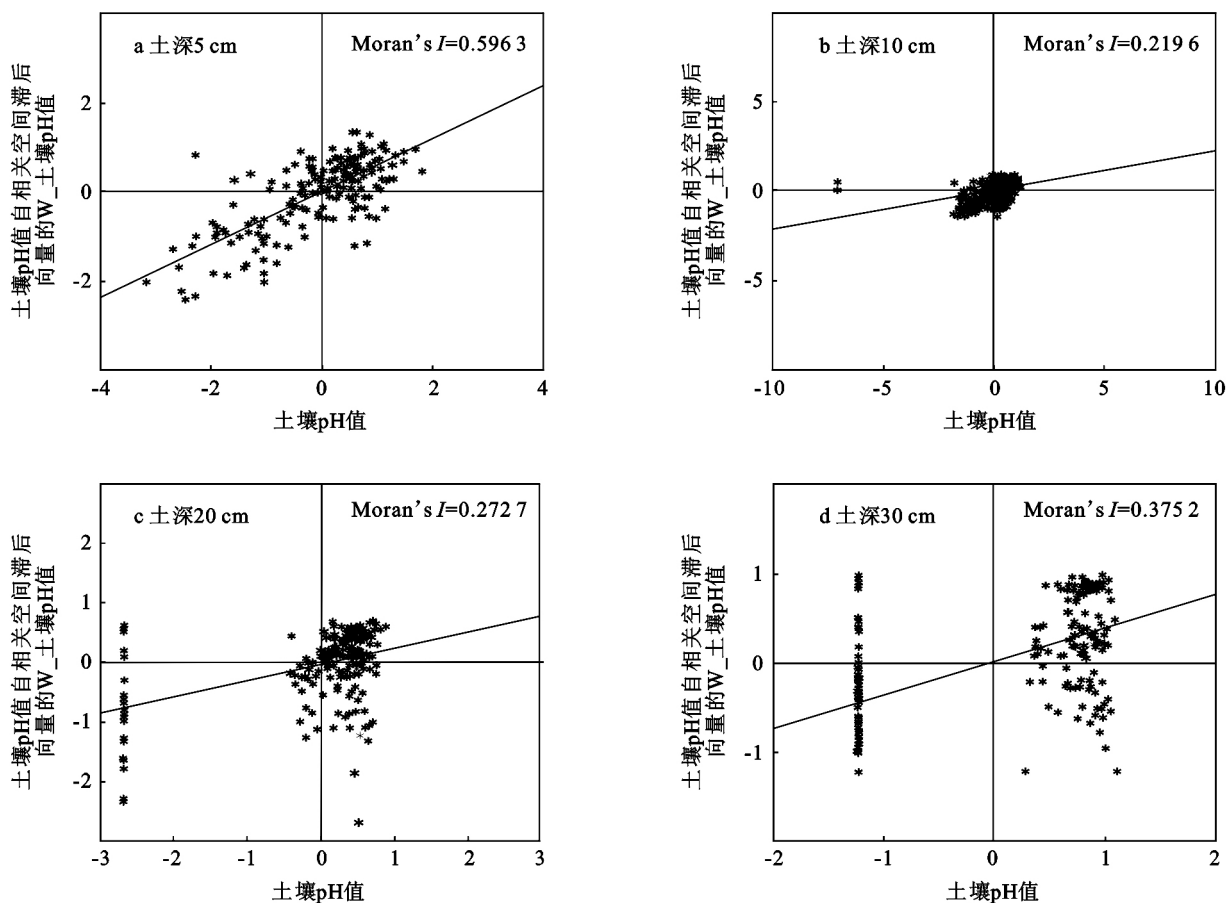 a 土深5 cm
Moran's I=0.596 3
土壤pH值自相关空间滞后
向量的W_土壤pH值
2
0
-2
-4
-2
0
2
4
土壤pH值
b 土深10 cm
Moran's I=0.219 6
土壤pH值自相关空间滞后
向量的W_土壤pH值
5
0
-5
-10
-5
0
5
10
土壤pH值
c 土深20 cm
Moran's I=0.272 7
土壤pH值自相关空间滞后
向量的W_土壤pH值
2
1
0
-1
-2
-3
-2
-1
0
1
2
3
土壤pH值
d 土深30 cm
Moran's I=0.375 2
土壤pH值自相关空间滞后
向量的W_土壤pH值
1
0
-1
-2
-1
0
1
2
土壤pH值